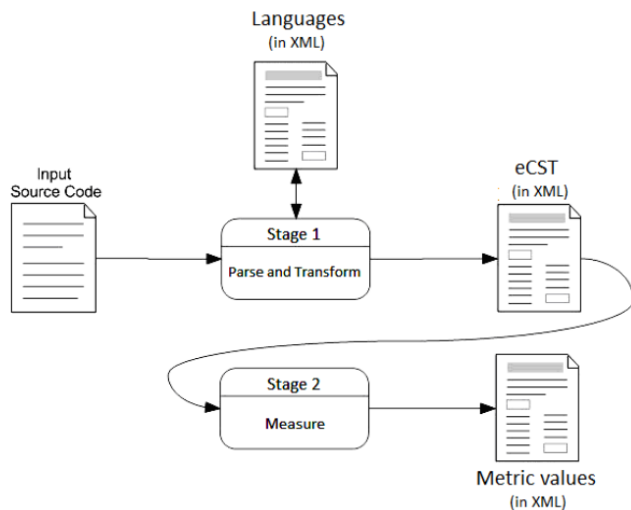 Languages
(in XML)
Input
Source Code
eCST
(in XML)
Stage 1
Parse and Transform
Stage 2
Measure
Metric values
(in XML)